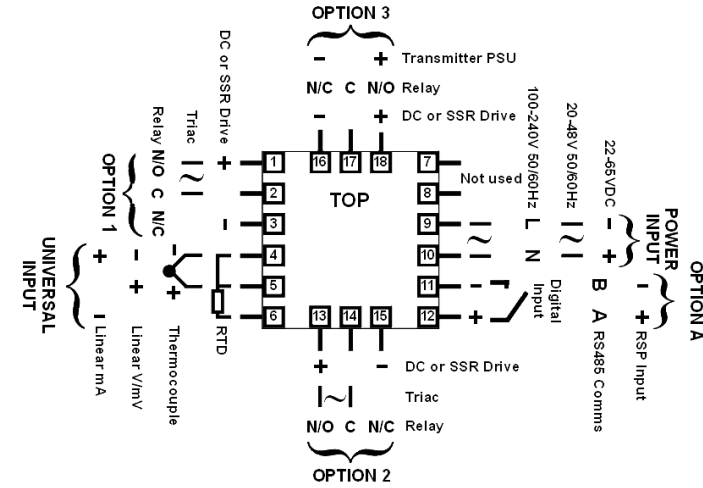 OPTION 3
- + Transmitter PSU
N/C C N/O Relay
- + DC or SSR Drive
16 17 18
TOP
1
2
3
4
5
6
7
8
9
10
11
12
13 14 15
Not used
DC or SSR Drive
+
-
Triac
~
Relay N/O C N/C
OPTION 1
UNIVERSAL
INPUT
+ - Linear mA
- + Linear V/mV
- + Thermocouple
RTD
~
100-240V 50/60Hz
L N
20-48V 50/60Hz
~
22-65VDC
- +
POWER
INPUT
- +
Digital
Input
B A RS485 Comms
- + RSP Input
OPTION A
+ - DC or SSR Drive
~ Triac
N/O C N/C Relay
OPTION 2